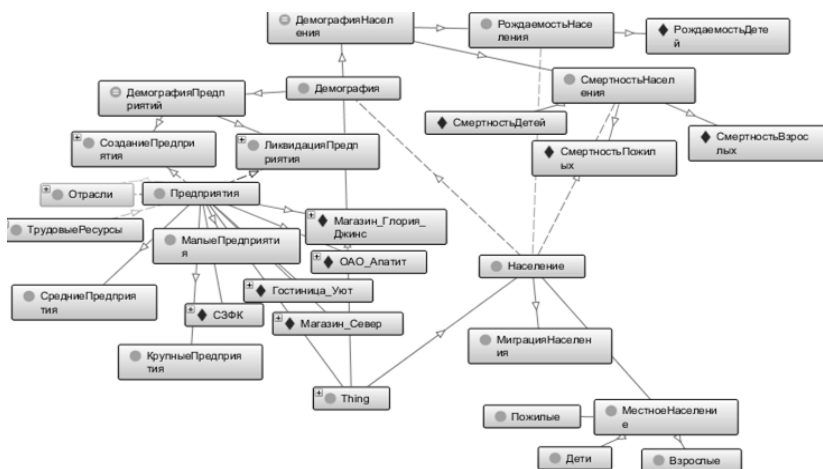 ДемографияНасел
ения
РождаемостьНасе
ления
РождаемостьДете
й
ДемографияПредп
риятий
Демография
СмертностьНасел
ения
СмертностьДетей
СмертностьВзрос
лых
СозданиеПредпр
иятия
ЛиквидацияПредп
риятия
СмертностьПожил
ых
Отрасли
Предприятия
ТрудовыеРесурсы
МалыеПредприяти
я
Магазин_Глория_
Джинс
ОАО_Апатит
Население
СредниеПредприя
тия
Гостиница_Уют
СЗФК
Магазин_Север
МиграцияНаселен
ия
КрупныеПредприя
тия
Thing
Пожилые
МестноеНаселени
е
Дети
Взрослые